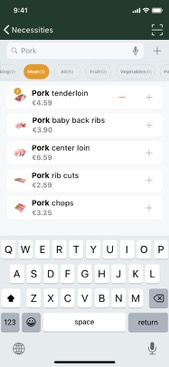 9:41
Necessities
Pork
Meat(1)
All(5)
Fruit(0)
Vegetables(0)
Pork tenderloin
€4.59
Pork baby back ribs
€3.90
Pork center loin
€6.59
Pork rib cuts
€2.59
Pork chops
€3.25
Q W E R T Y U I O P
A S D F G H J K L
Z X C V B N M
123 space return